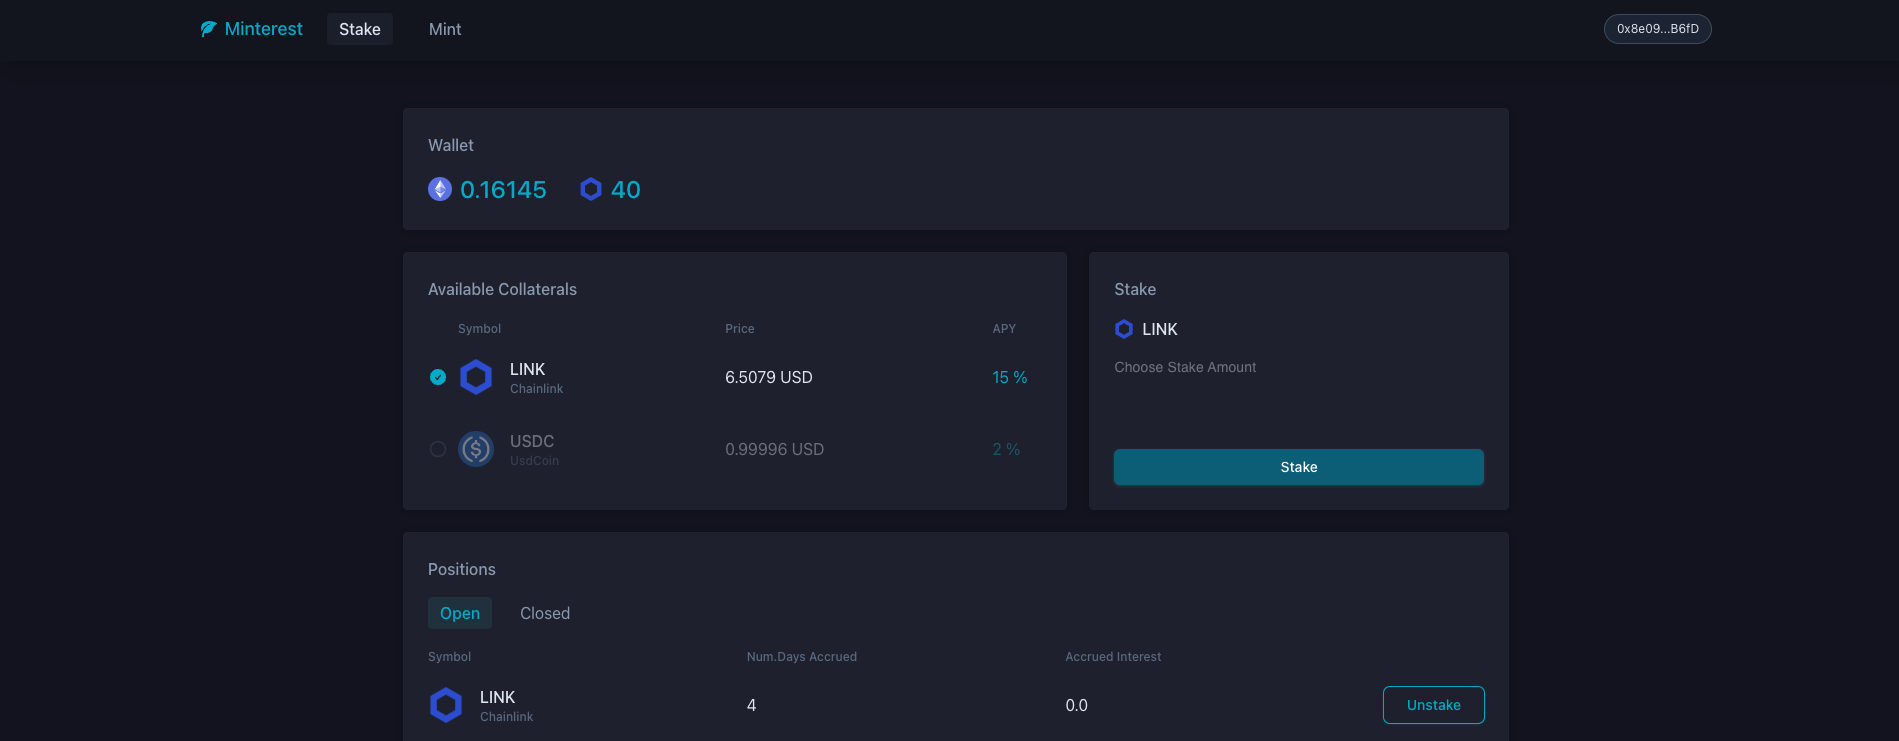 Minterest Stake Mint 0x8e09...B6fD
Wallet
0.16145 40
Available Collaterals
Symbol Price APY
LINK
Chainlink
6.5079 USD 15 %
USDC
UsdCoin
0.99996 USD 2 %
Stake
LINK
Choose Stake Amount
Stake
Positions
Open Closed
Symbol Num.Days Accrued Accrued Interest
LINK
Chainlink
4 0.0 Unstake